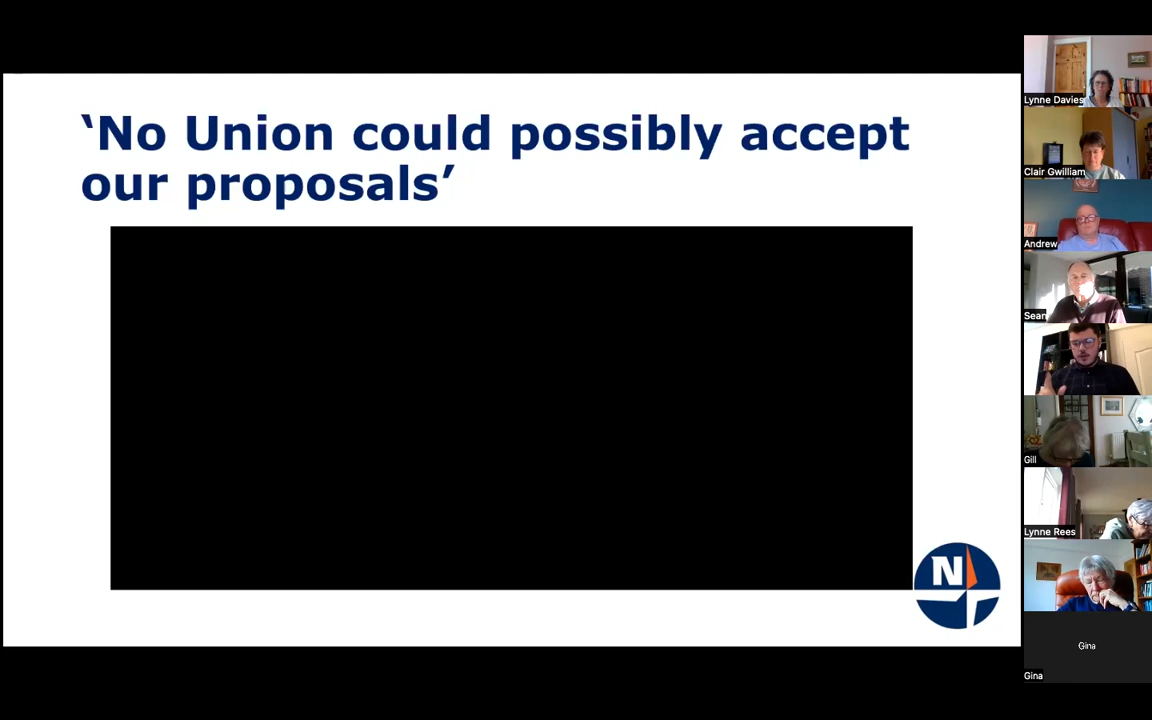 ‘No Union could possibly accept
our proposals’
N
Lynne Davies
Clair Gwilliam
Andrew
Sean
Gill
Lynne Rees
Gina
Gina